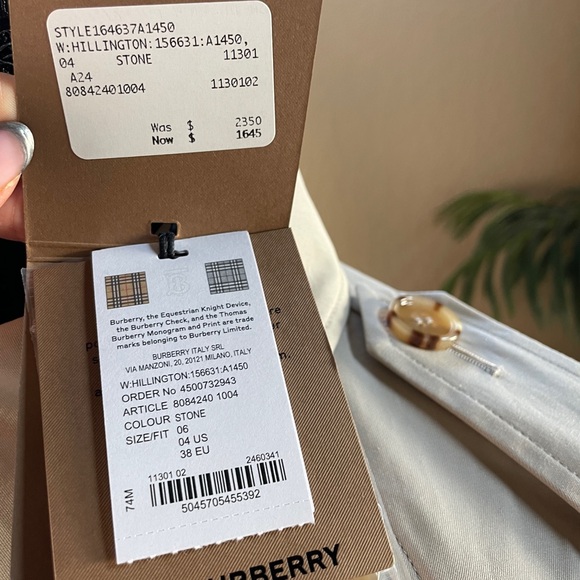 STYLE164637A1450
W:HILLINGTON:156631:A1450,
04 STONE 11301
A24
80842401004 1130102
Was $ 2350
Now $ 1645
Burberry, the Equestrian Knight Device,
the Burberry Check, and the Thomas
Burberry Monogram and Print are trade
marks belonging to Burberry Limited.
BURBERRY ITALY SRL
VIA MANZONI, 20, 20121 MILANO, ITALY
W:HILLINGTON:156631:A1450
ORDER No 4500732943
ARTICLE 8084240 1004
COLOUR STONE
SIZE/FIT 06
04 US
38 EU
74M
11301 02 2460341
5045705455392
BURBERRY